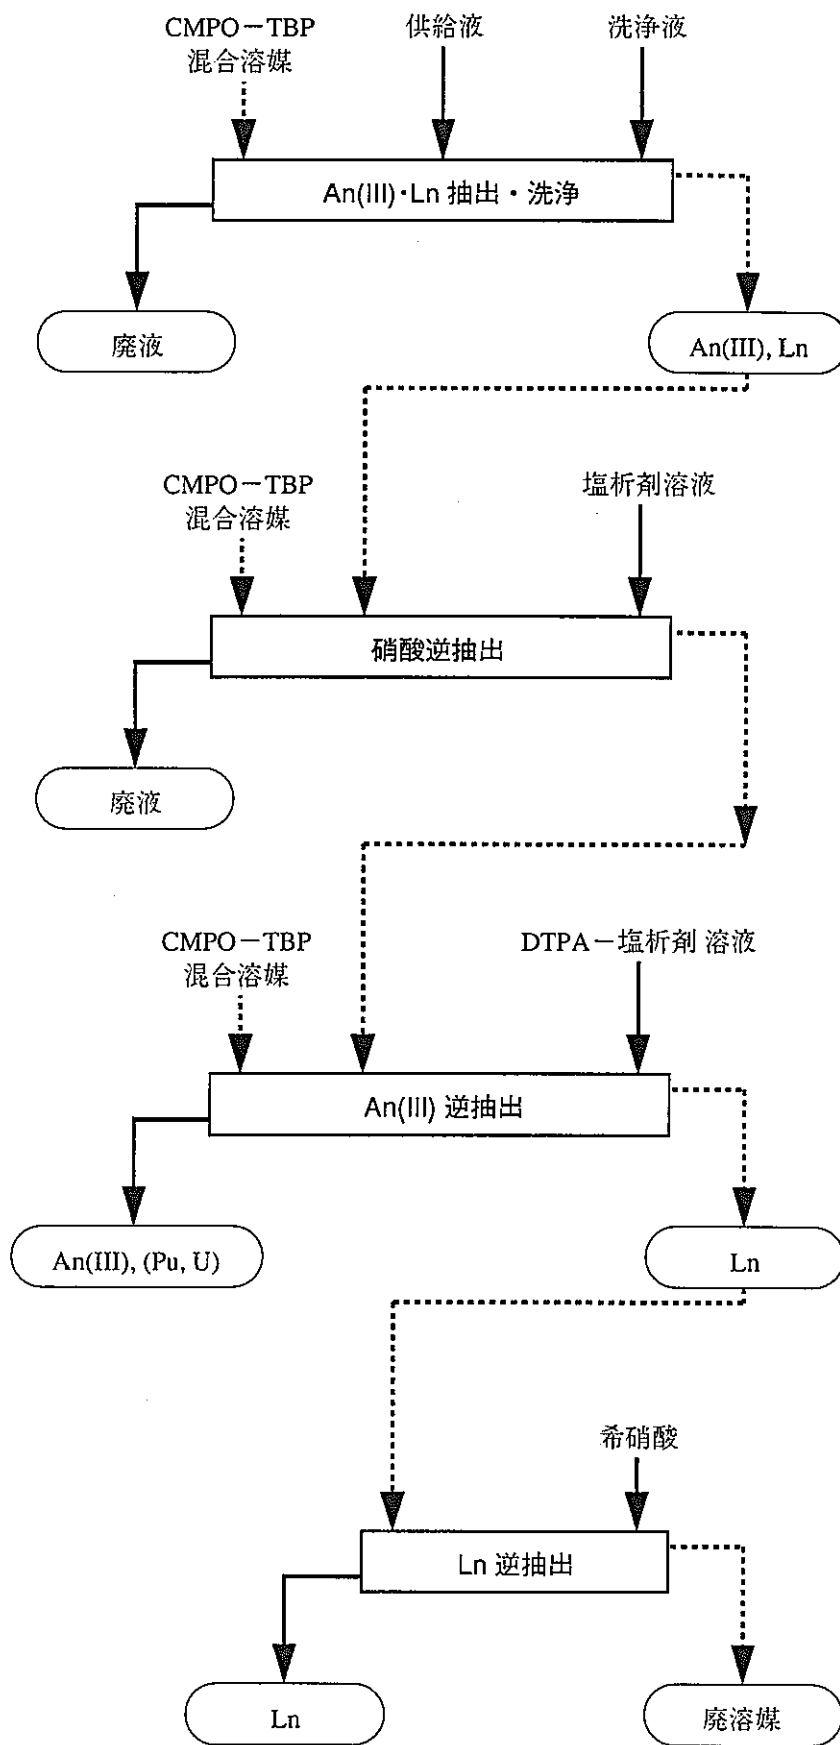 CMPO－TBP
混合溶媒
供給液
洗浄液
An(III)･Ln 抽出・洗浄
廃液
An(III), Ln
CMPO－TBP
混合溶媒
塩析剤溶液
硝酸逆抽出
廃液
CMPO－TBP
混合溶媒
DTPA－塩析剤 溶液
An(III) 逆抽出
An(III), (Pu, U)
Ln
希硝酸
Ln 逆抽出
Ln
廃溶媒